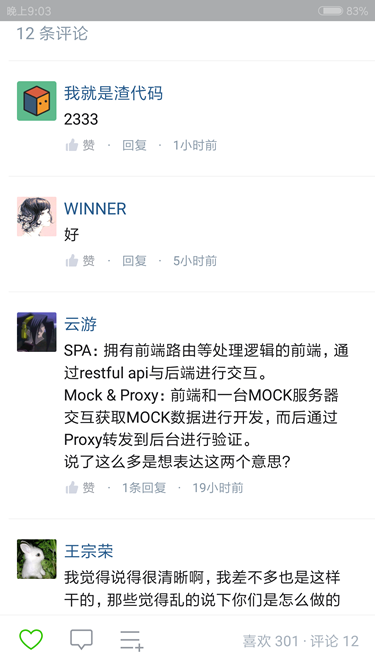 晚上9:03
83%
12 条评论
我就是渣代码
2333
赞 · 回复 · 1小时前
WINNER
好
赞 · 回复 · 5小时前
云游
SPA：拥有前端路由等处理逻辑的前端，通
过restful api与后端进行交互。
Mock & Proxy：前端和一台MOCK服务器
交互获取MOCK数据进行开发，而后通过
Proxy转发到后台进行验证。
说了这么多是想表达这两个意思?
赞 · 1条回复 · 19小时前
王宗荣
我觉得说得很清晰啊，我差不多也是这样
干的，那些觉得乱的说下你们是怎么做的
喜欢 301 · 评论 12